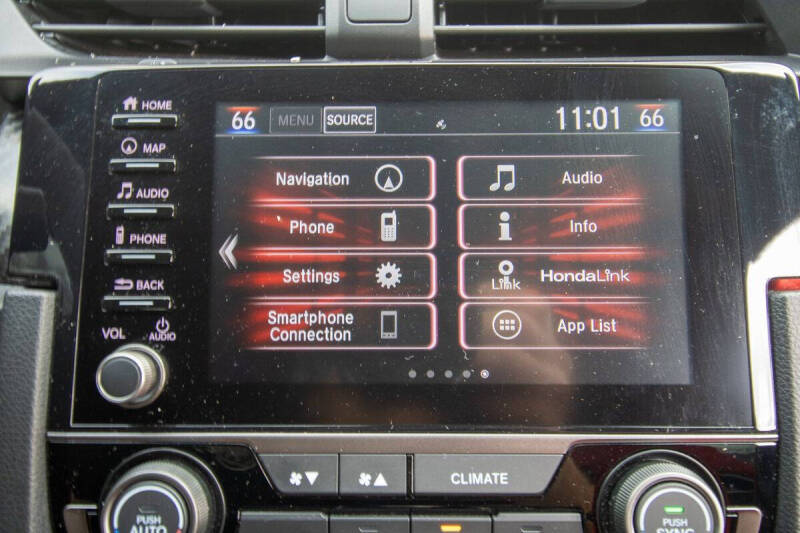 HOME
MAP
AUDIO
PHONE
BACK
VOL
AUDIO
66 MENU SOURCE 11:01 66
Navigation
Audio
Phone
Info
Settings
Link
HondaLink
Smartphone
Connection
App List
CLIMATE
PUSH
AUTO
PUSH
SYNC